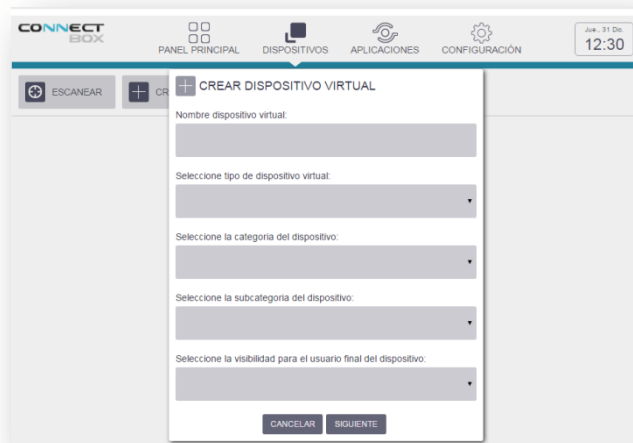 CONNECT
BOX
PANEL PRINCIPAL
DISPOSITIVOS
APLICACIONES
CONFIGURACIÓN
Jue., 31 Dic.
12:30
ESCANEAR
CR
CREAR DISPOSITIVO VIRTUAL
Nombre dispositivo virtual:
Seleccione tipo de dispositivo virtual:
Seleccione la categoria del dispositivo:
Seleccione la subcategoria del dispositivo:
Seleccione la visibilidad para el usuario final del dispositivo:
CANCELAR
SIGUIENTE